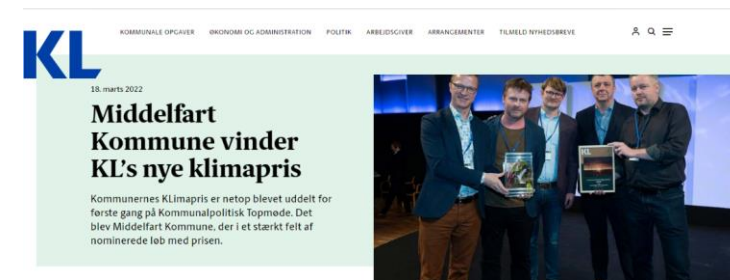 KL
KOMMUNALE OPGAVER ØKONOMI OG ADMINISTRATION POLITIK ARBEJDSGIVER ARRANGEMENTER TILMELD NYHEDSBREVE
18. marts 2022
Middelfart
Kommune vinder
KL's nye klimapris
Kommunernes KLimapris er netop blevet uddelt for
første gang på Kommunalpolitisk Topmøde. Det
blev Middelfart Kommune, der i et stærkt felt af
nominerede løb med prisen.
KL